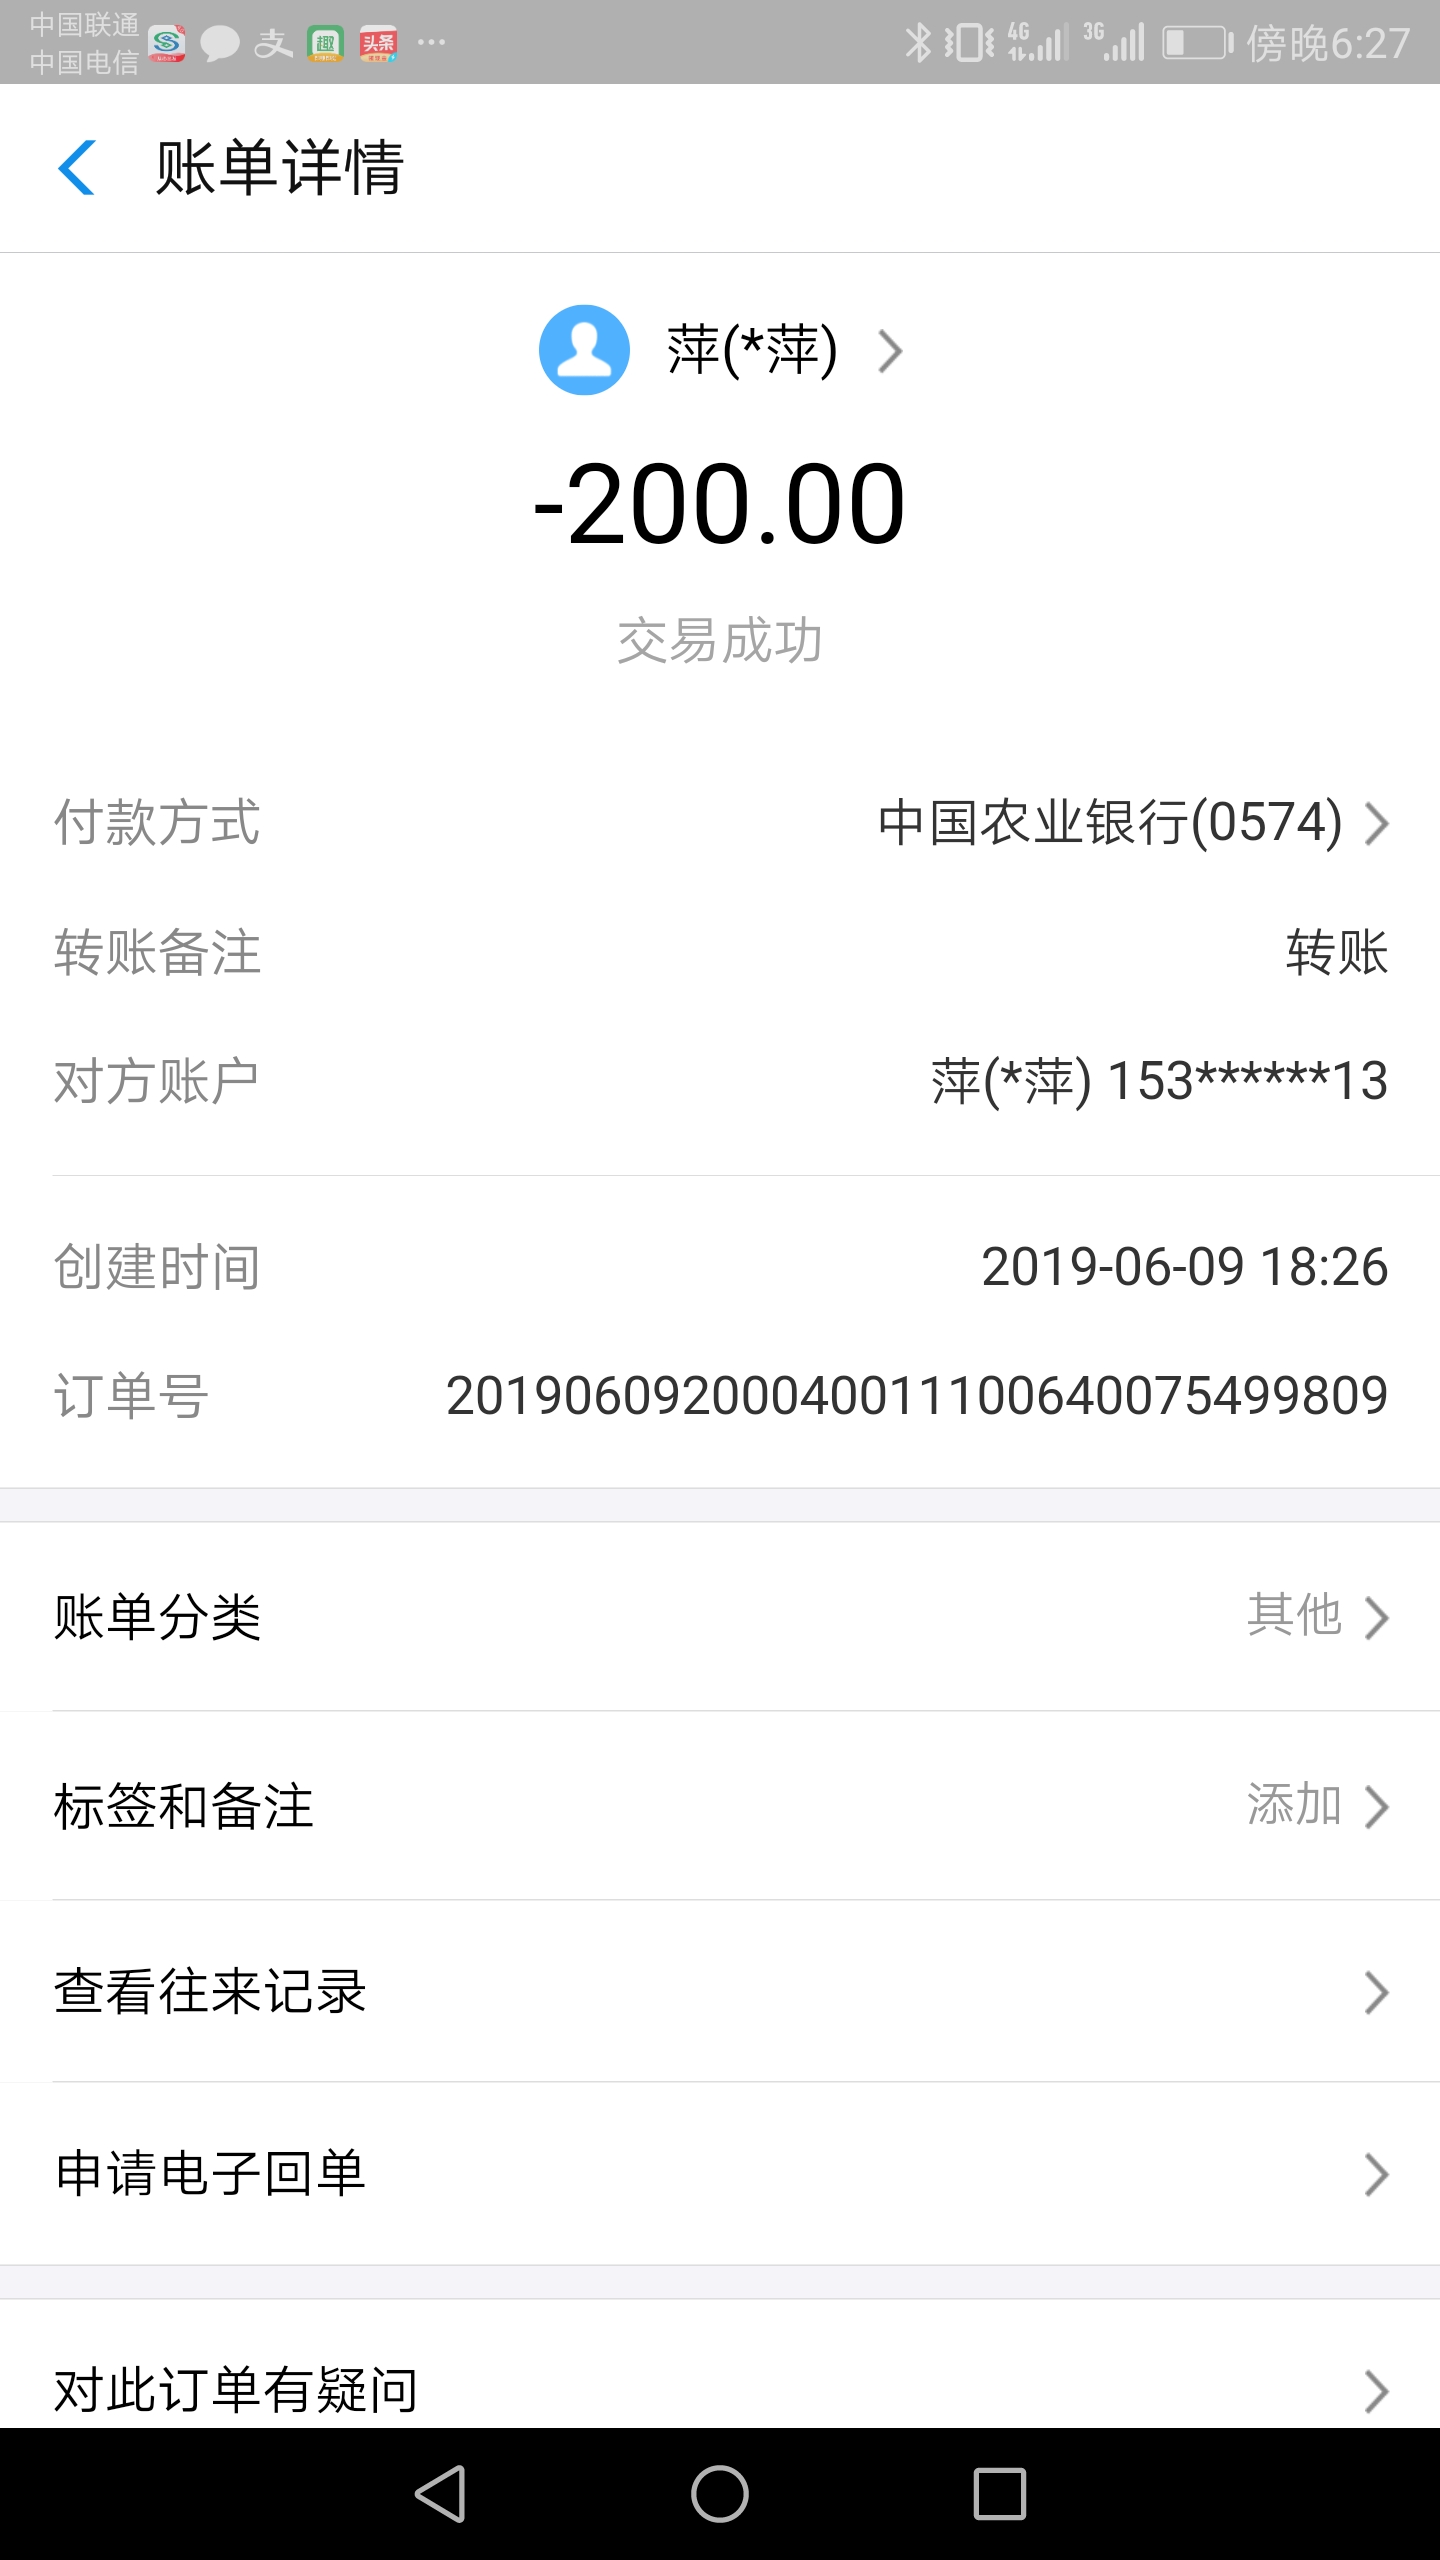 中国联通
中国电信
趣
头条
4G
3G
傍晚6:27
账单详情
萍(*萍)
-200.00
交易成功
付款方式 中国农业银行(0574)
转账备注 转账
对方账户 萍(*萍) 153******13
创建时间 2019-06-09 18:26
订单号 20190609200040011100640075499809
账单分类 其他
标签和备注 添加
查看往来记录
申请电子回单
对此订单有疑问